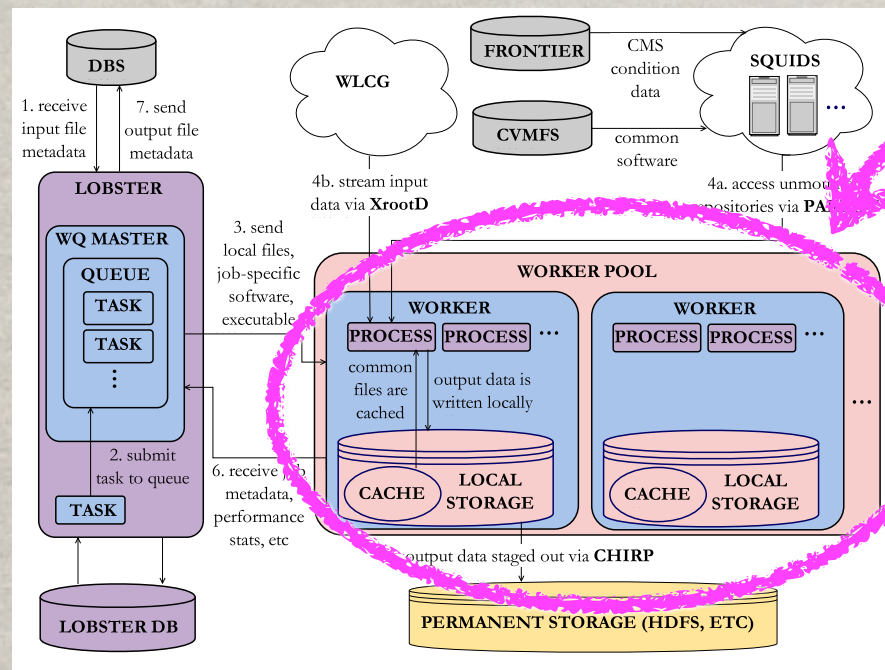 DBS
1. receive
input file
metadata
7. send
output file
metadata
WLCG
FRONTIER
CVMFS
CMS
condition
data
common
software
SQUIDS
...
4b. stream input
data via XrootD
4a. access
via
LOBSTER
WQ MASTER
QUEUE
TASK
TASK
...
2. submit
task to queue
TASK
LOBSTER DB
3. send
local files,
job-specific
software,
executable
6. receive
metadata,
performance
stats, etc
WORKER POOL
WORKER
PROCESS
PROCESS
...
common
files are
cached
output data is
written locally
CACHE
LOCAL
STORAGE
WORKER
PROCESS
PROCESS
...
CACHE
LOCAL
STORAGE
...
output data staged out via CHIRP
PERMANENT STORAGE (HDFS, ETC)